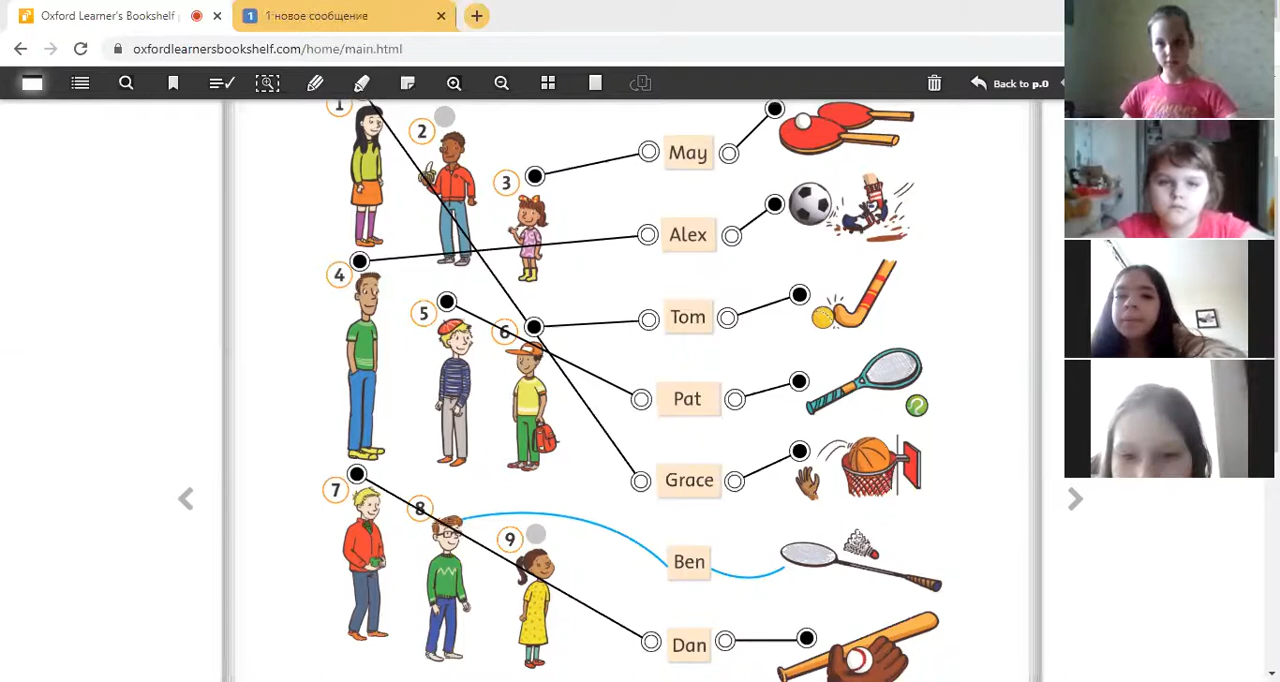 Oxford Learner's Bookshelf
1 1 новое сообщение
oxfordlearnersbookshelf.com/home/main.html
Back to p.0
1
2
3
May
Alex
4
5
6
Tom
Pat
Grace
7
8
9
Ben
Dan